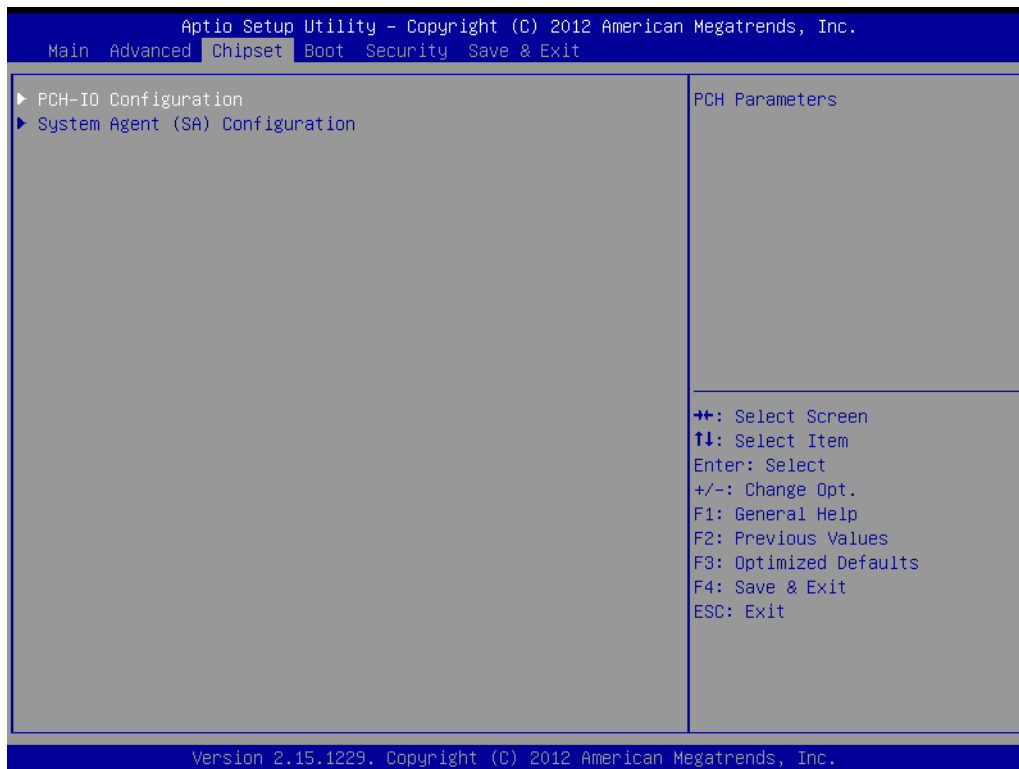 Aptio Setup Utility – Copyright (C) 2012 American Megatrends, Inc.
Main Advanced Chipset Boot Security Save & Exit
▶ PCH-IO Configuration
▶ System Agent (SA) Configuration
PCH Parameters
→←: Select Screen
↑↓: Select Item
Enter: Select
+/-: Change Opt.
F1: General Help
F2: Previous Values
F3: Optimized Defaults
F4: Save & Exit
ESC: Exit
Version 2.15.1229. Copyright (C) 2012 American Megatrends, Inc.